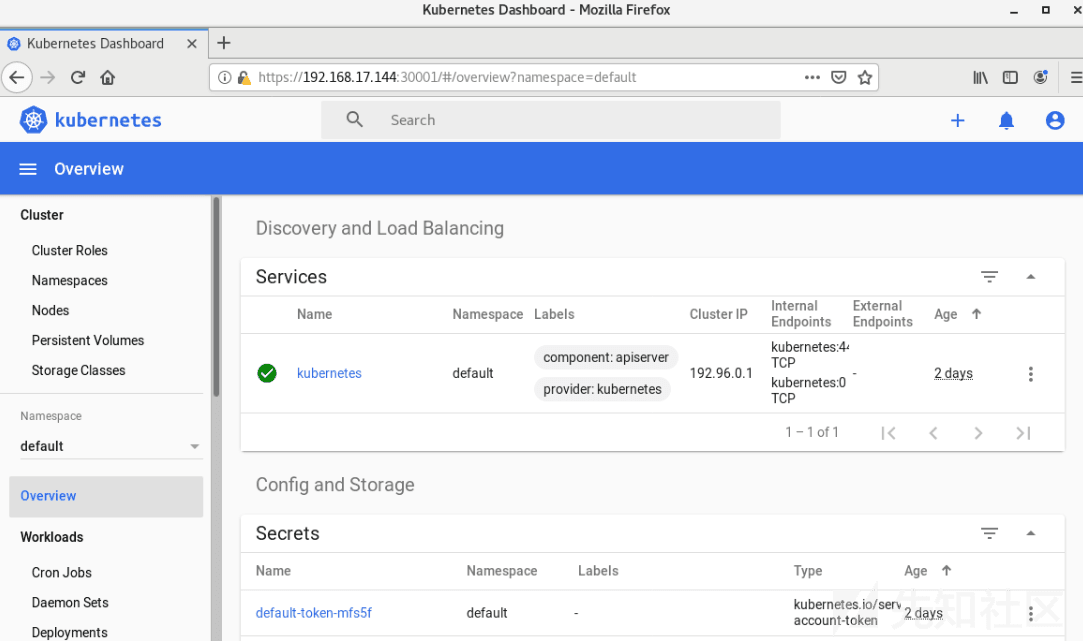 Kubernetes Dashboard - Mozilla Firefox
Kubernetes Dashboard
https://192.168.17.144:30001/#/overview?namespace=default
kubernetes
Search
Overview
Cluster
Cluster Roles
Namespaces
Nodes
Persistent Volumes
Storage Classes
Namespace
default
Overview
Workloads
Cron Jobs
Daemon Sets
Deployments
Discovery and Load Balancing
Services
Name Namespace Labels Cluster IP Internal Endpoints External Endpoints Age
kubernetes default component: apiserver provider: kubernetes 192.96.0.1 kubernetes:44 TCP kubernetes:0 TCP - 2 days
1 – 1 of 1
Config and Storage
Secrets
Name Namespace Labels Type Age
default-token-mfs5f default - kubernetes.io/serv account-token 2 days
先知社区